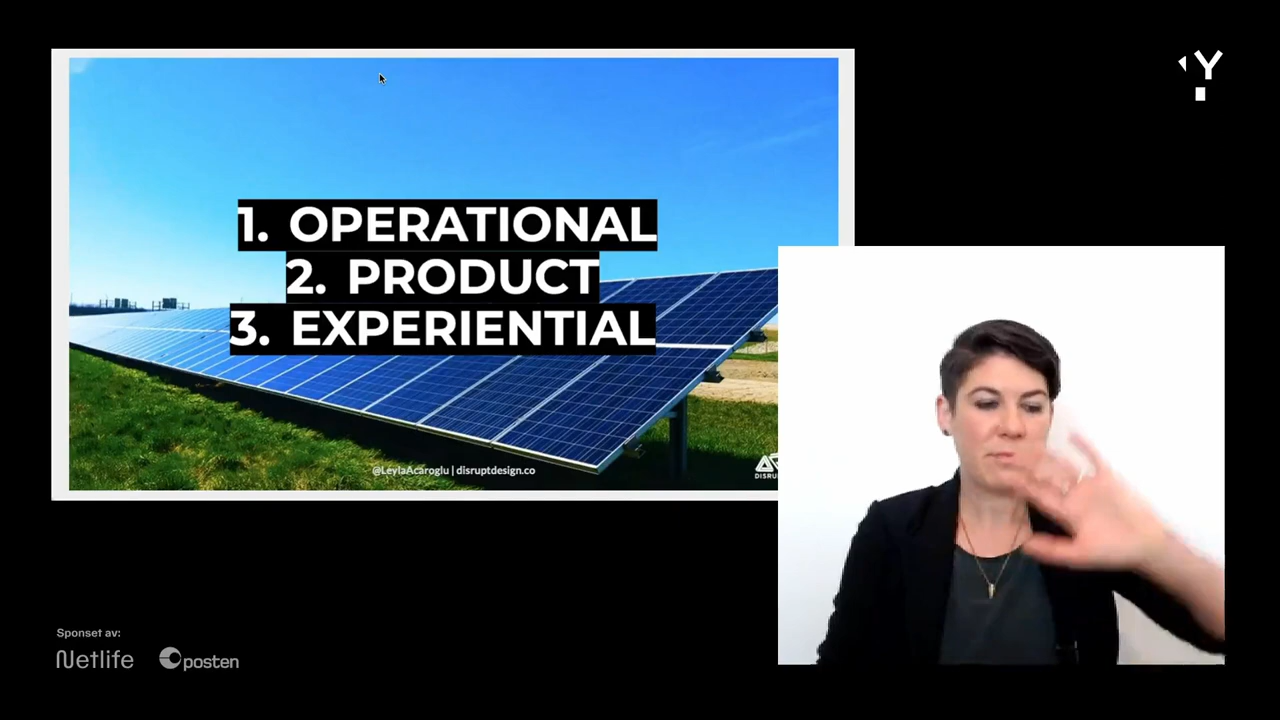 Y
1. OPERATIONAL
2. PRODUCT
3. EXPERIENTIAL
@LeylaAcaroglu | disruptdesign.co
Sponset av:
Netlife posten